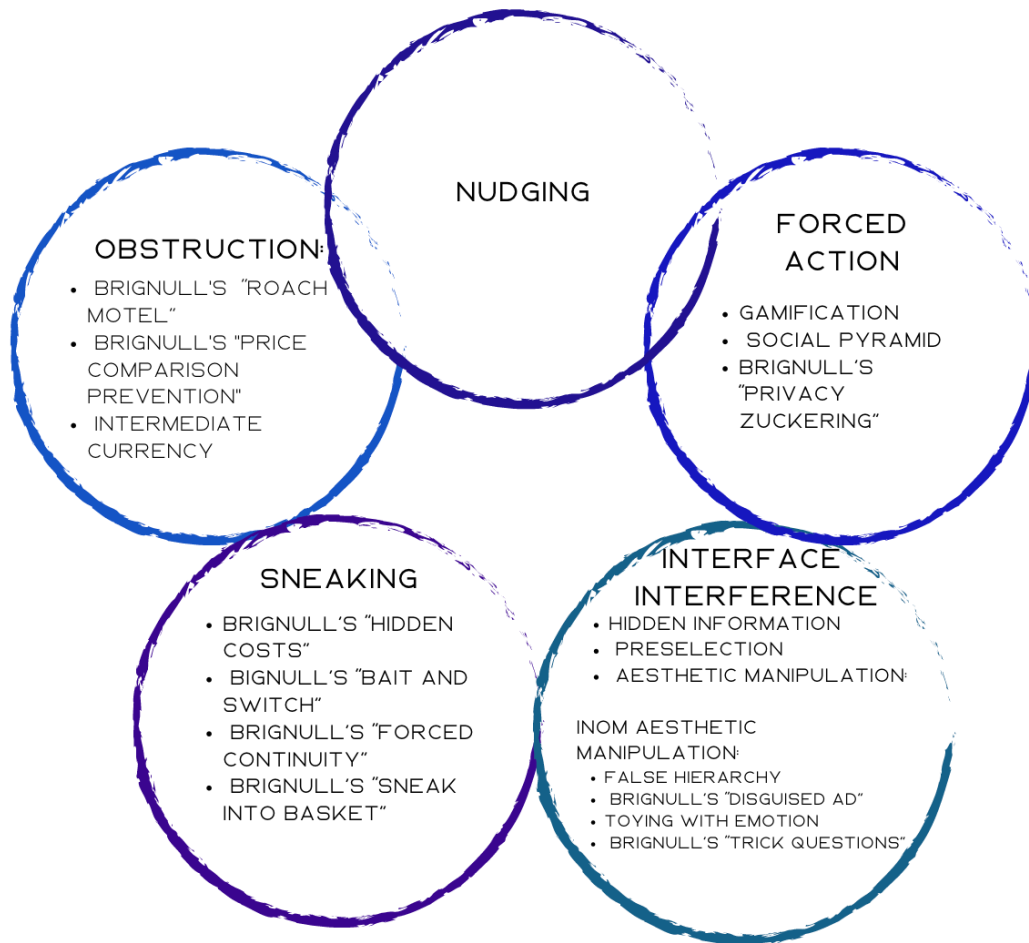 NUDGING
OBSTRUCTION:
• BRIGNULL'S "ROACH
MOTEL"
• BRIGNULL'S "PRICE
COMPARISON
PREVENTION"
• INTERMEDIATE
CURRENCY
FORCED
ACTION
• GAMIFICATION
• SOCIAL PYRAMID
• BRIGNULL'S
"PRIVACY
ZUCKERING"
SNEAKING
• BRIGNULL'S "HIDDEN
COSTS"
• BIGNULL'S "BAIT AND
SWITCH"
• BRIGNULL'S "FORCED
CONTINUITY"
• BRIGNULL'S "SNEAK
INTO BASKET"
INTERFACE
INTERFERENCE
• HIDDEN INFORMATION
• PRESELECTION
• AESTHETIC MANIPULATION:
INOM AESTHETIC
MANIPULATION:
• FALSE HIERARCHY
• BRIGNULL'S "DISGUISED AD"
• TOYING WITH EMOTION
• BRIGNULL'S "TRICK QUESTIONS"